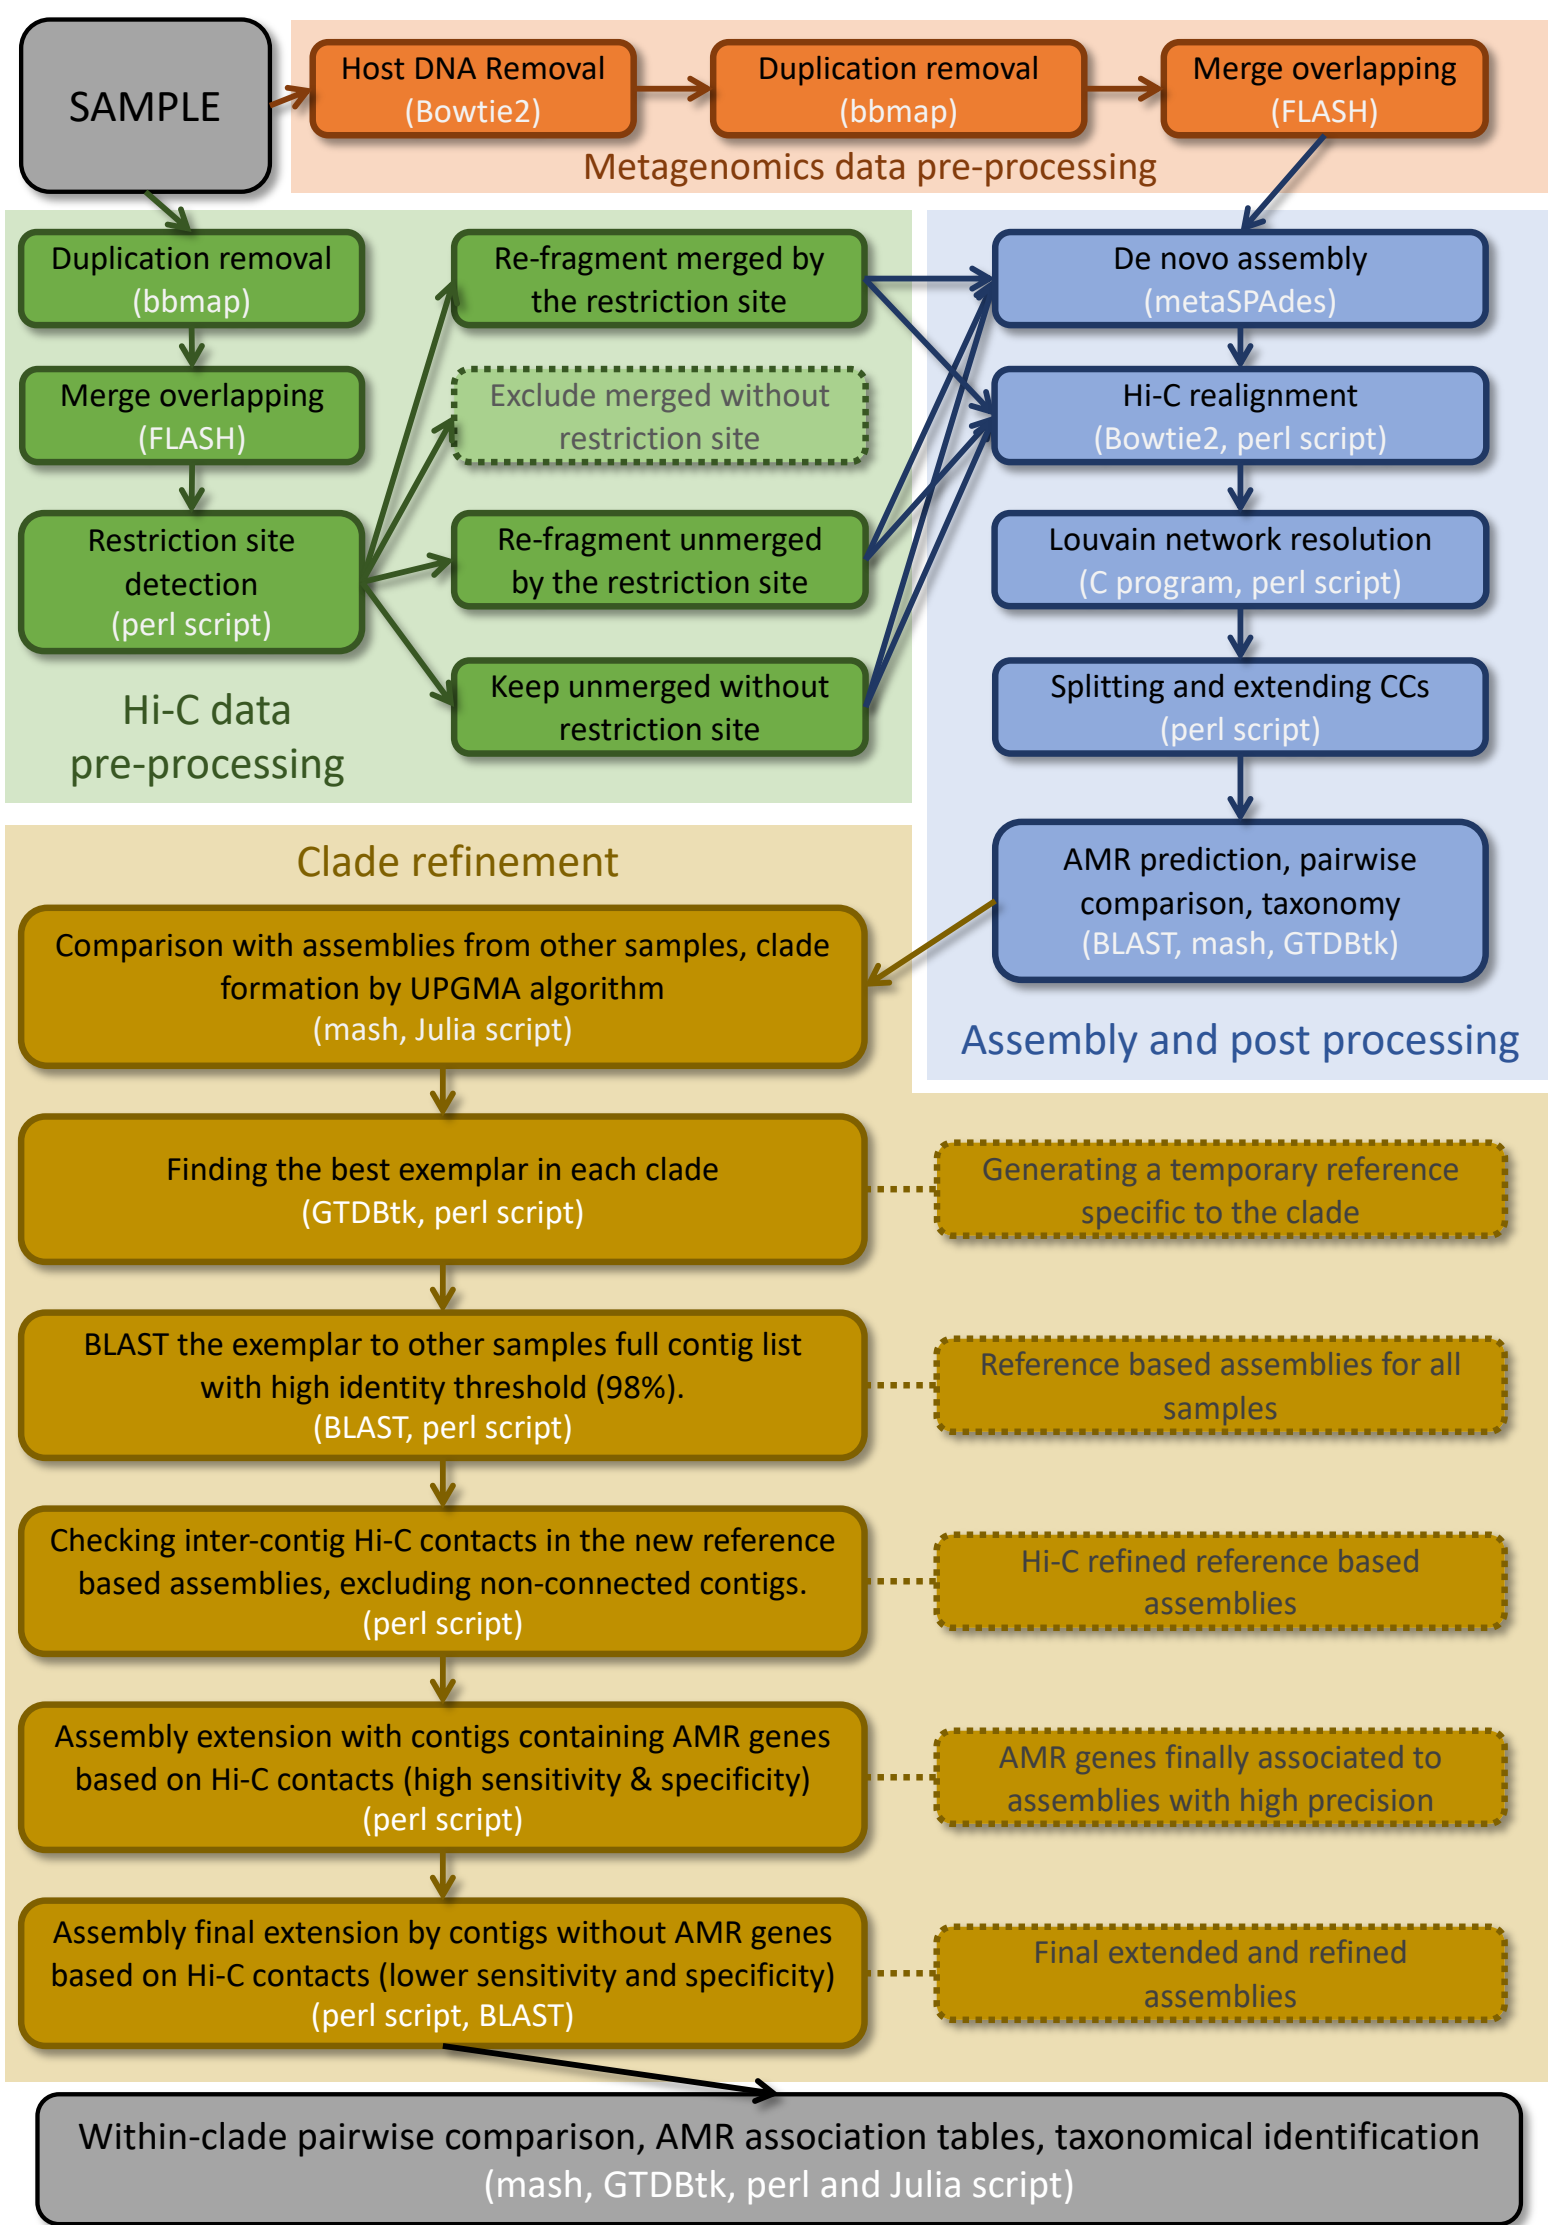 SAMPLE
Host DNA Removal
(Bowtie2)
Duplication removal
(bbmap)
Merge overlapping
(FLASH)
Metagenomics data pre-processing
Duplication removal
(bbmap)
Merge overlapping
(FLASH)
Restriction site
detection
(perl script)
Hi-C data
pre-processing
Re-fragment merged by
the restriction site
Exclude merged without
restriction site
Re-fragment unmerged
by the restriction site
Keep unmerged without
restriction site
De novo assembly
(metaSPAdes)
Hi-C realignment
(Bowtie2, perl script)
Louvain network resolution
(C program, perl script)
Splitting and extending CCs
(perl script)
AMR prediction, pairwise
comparison, taxonomy
(BLAST, mash, GTDBtk)
Assembly and post processing
Clade refinement
Comparison with assemblies from other samples, clade
formation by UPGMA algorithm
(mash, Julia script)
Finding the best exemplar in each clade
(GTDBtk, perl script)
Generating a temporary reference
specific to the clade
BLAST the exemplar to other samples full contig list
with high identity threshold (98%).
(BLAST, perl script)
Reference based assemblies for all
samples
Checking inter-contig Hi-C contacts in the new reference
based assemblies, excluding non-connected contigs.
(perl script)
Hi-C refined reference based
assemblies
Assembly extension with contigs containing AMR genes
based on Hi-C contacts (high sensitivity & specificity)
(perl script)
AMR genes finally associated to
assemblies with high precision
Assembly final extension by contigs without AMR genes
based on Hi-C contacts (lower sensitivity and specificity)
(perl script, BLAST)
Final extended and refined
assemblies
Within-clade pairwise comparison, AMR association tables, taxonomical identification
(mash, GTDBtk, perl and Julia script)